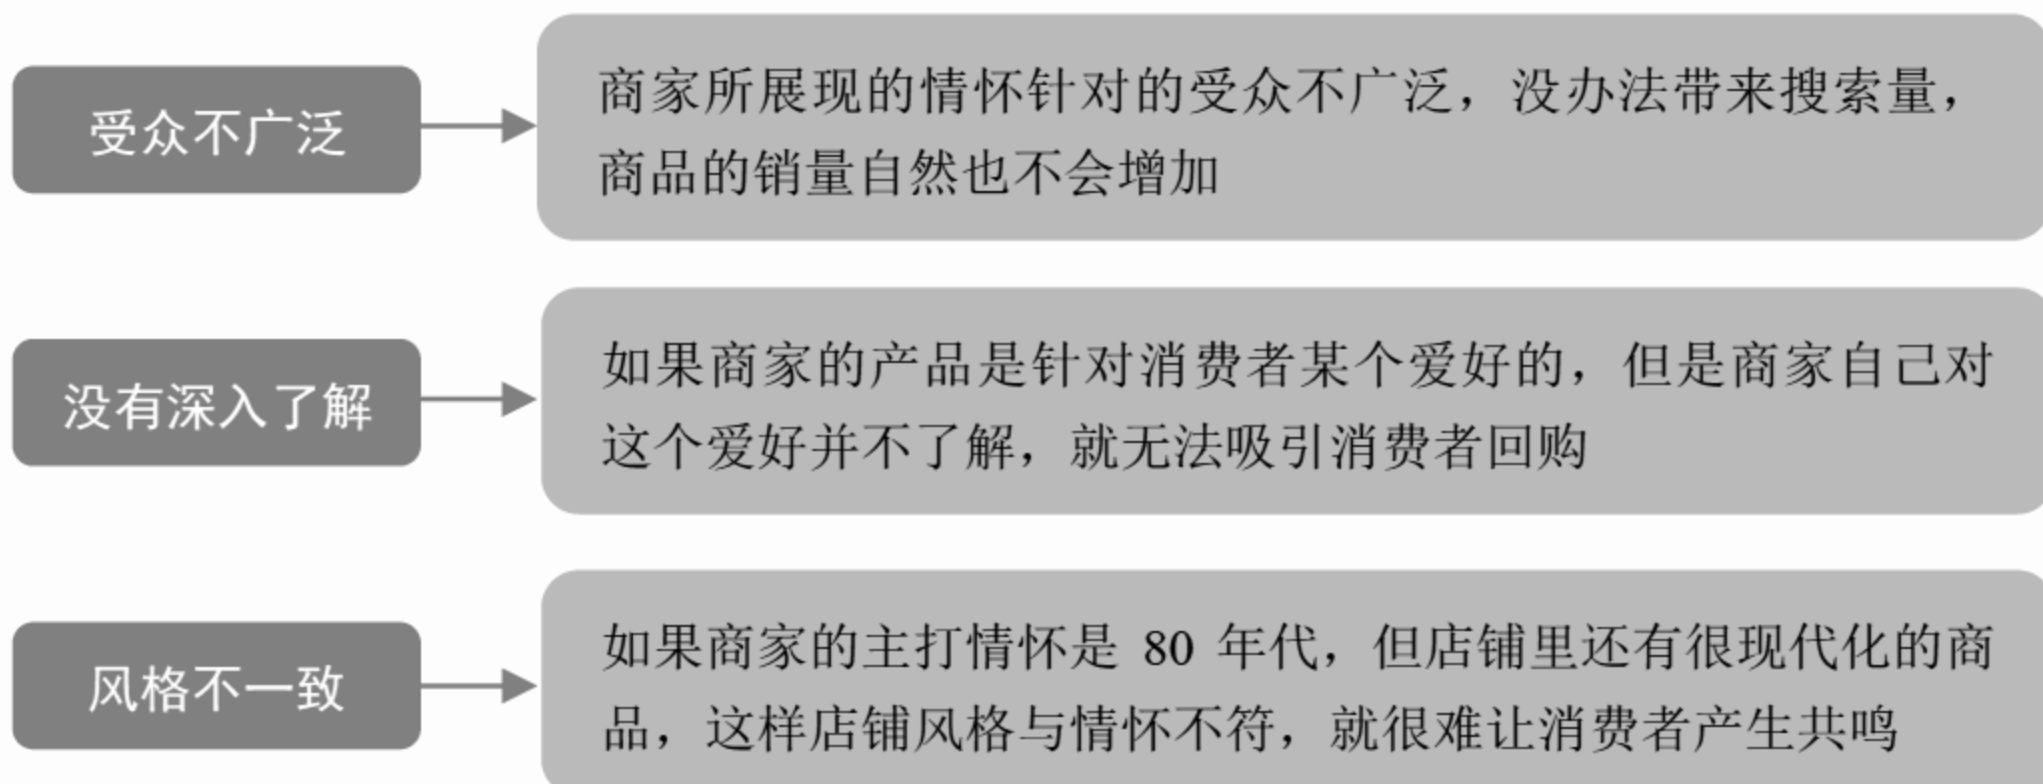 受众不广泛
商家所展现的情怀针对的受众不广泛，没办法带来搜索量，
商品的销量自然也不会增加
没有深入了解
如果商家的产品是针对消费者某个爱好的，但是商家自己对
这个爱好并不了解，就无法吸引消费者回购
风格不一致
如果商家的主打情怀是 80 年代，但店铺里还有很现代化的商
品，这样店铺风格与情怀不符，就很难让消费者产生共鸣